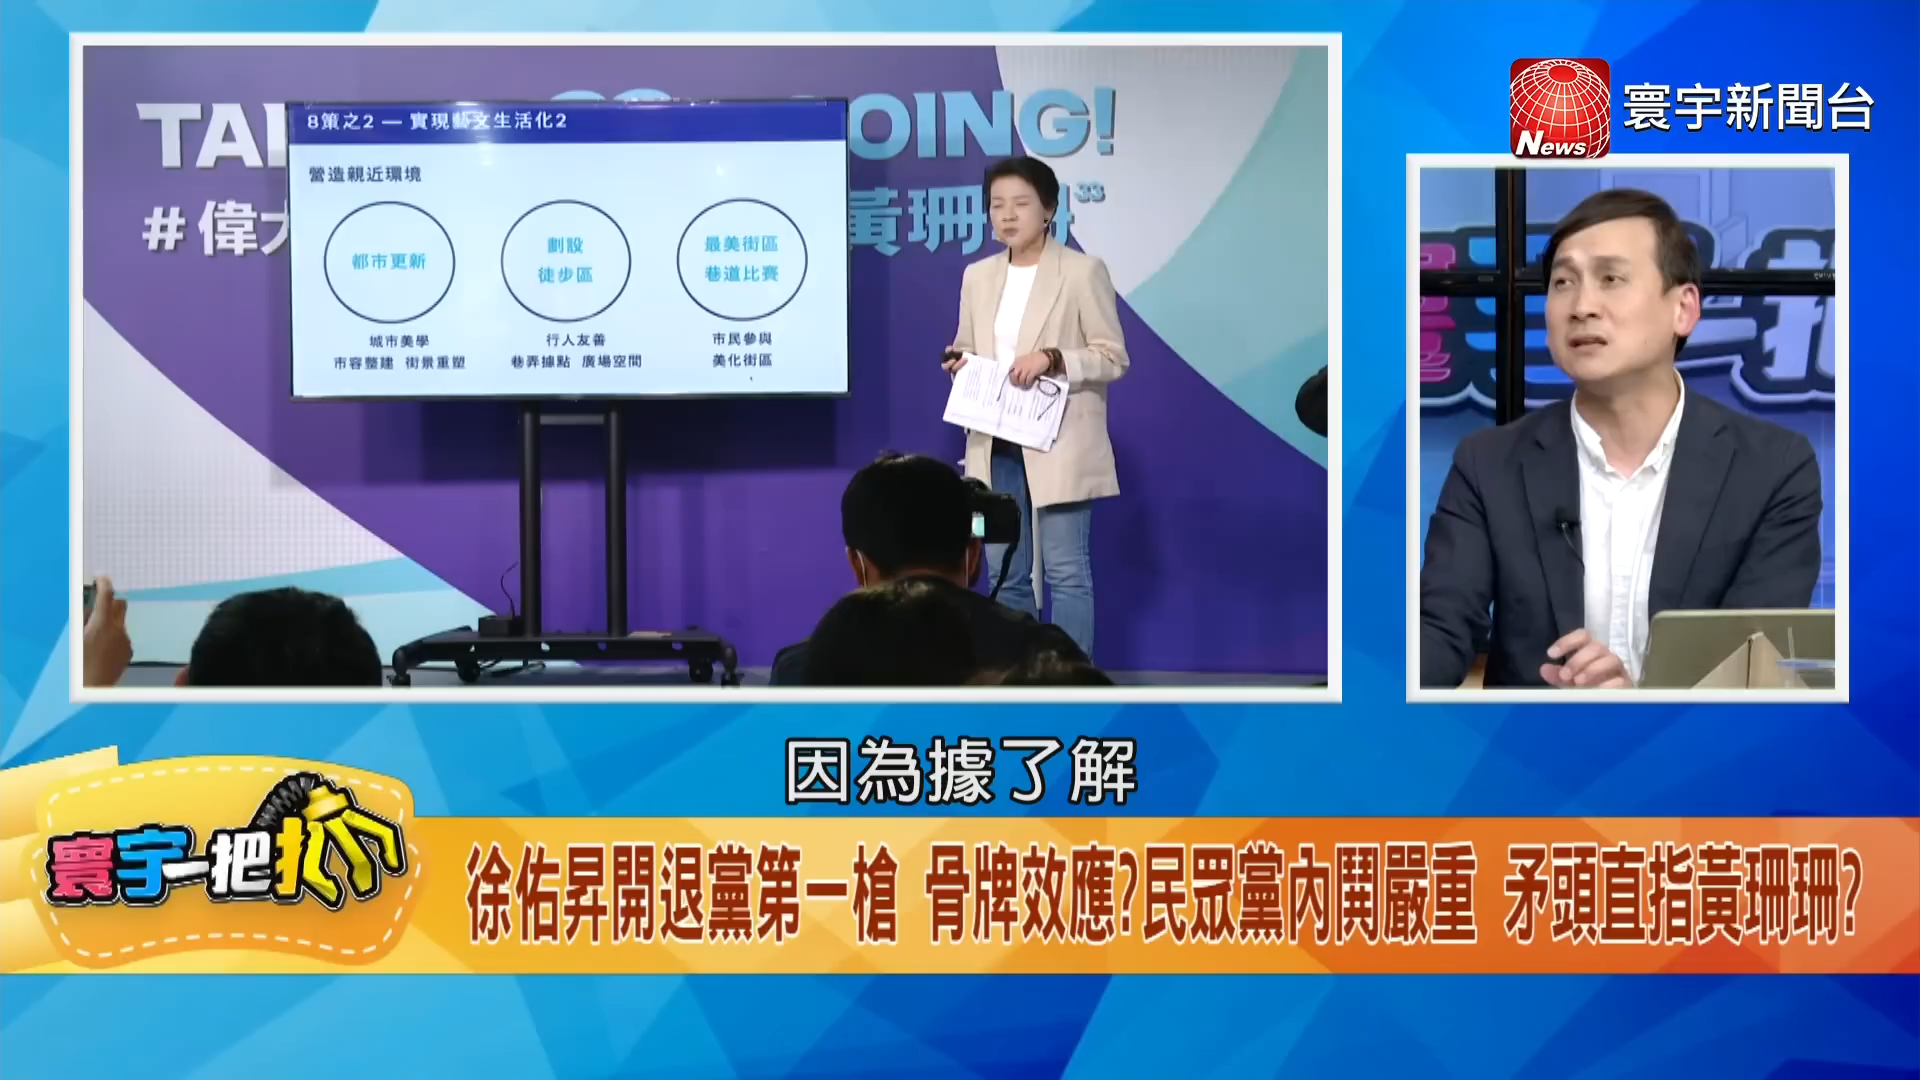 TAI OING!
#偉大 黃珊珊"
8策之2 — 實現藝文生活化2
營造親近環境
都市更新
城市美學
市容整建 街景重塑
劃設
徒步區
行人友善
巷弄據點 廣場空間
最美街區
巷道比賽
市民參與
美化街區
News 寰宇新聞台
因為據了解
寰宇一把抓
徐佑昇開退黨第一槍 骨牌效應?民眾黨內鬨嚴重 矛頭直指黃珊珊?